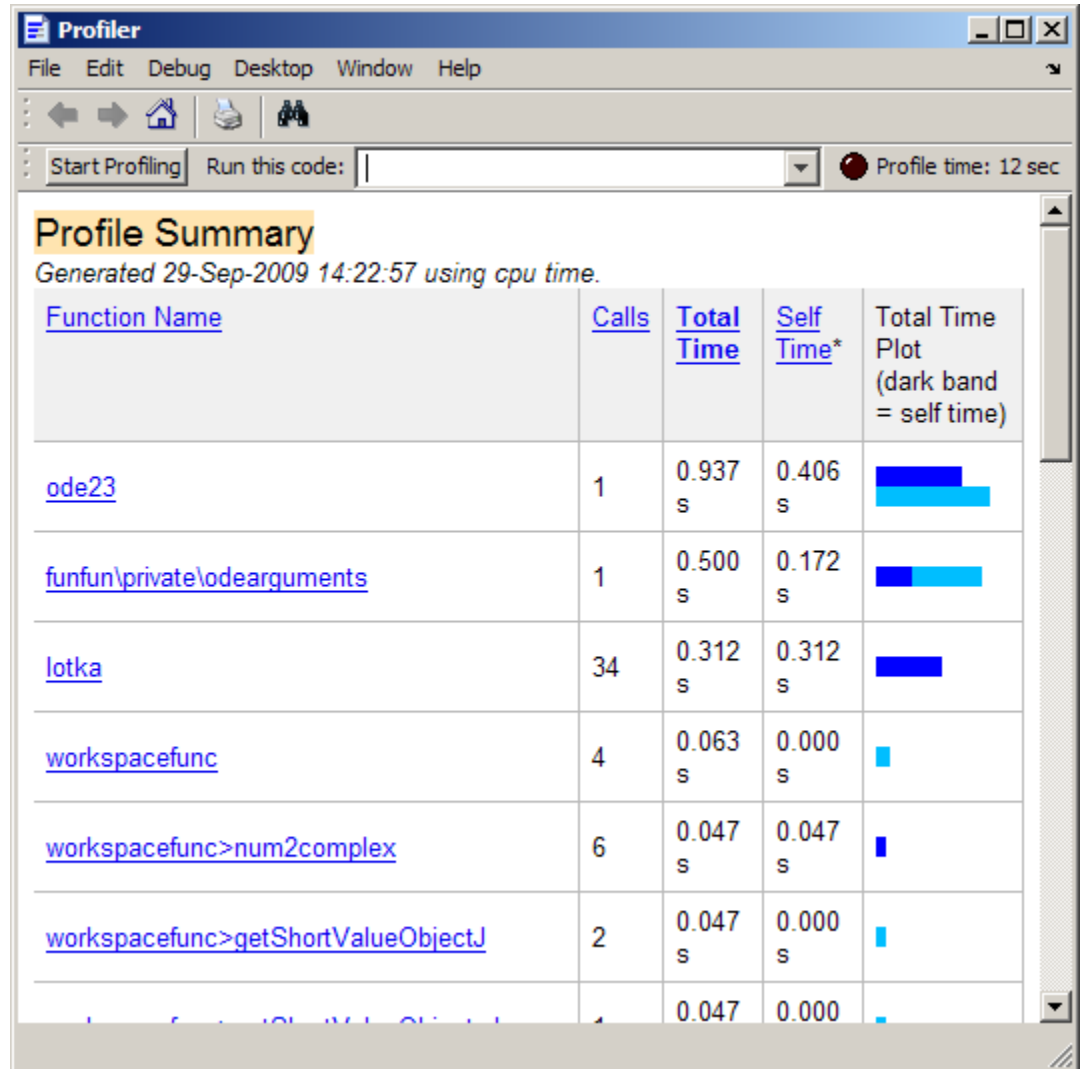 Profiler
File Edit Debug Desktop Window Help
Start Profiling Run this code: Profile time: 12 sec
Profile Summary
Generated 29-Sep-2009 14:22:57 using cpu time.
Function Name Calls Total Time Self Time* Total Time Plot (dark band = self time)
ode23 1 0.937 s 0.406 s
funfun\private\odearguments 1 0.500 s 0.172 s
lotka 34 0.312 s 0.312 s
workspacefunc 4 0.063 s 0.000 s
workspacefunc>num2complex 6 0.047 s 0.047 s
workspacefunc>getShortValueObjectJ 2 0.047 s 0.000 s
0.047 0.000